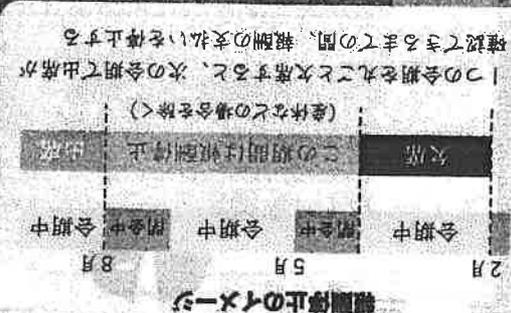 報酬停止のイメージ
2月 5月 8月
会期中 閉会中 会期中 閉会中 会期中
欠席 この期間は報酬停止 出席
(産休などの場合を除く)
１つの会期を丸ごと欠席すると、次の会期で出席が
確認できるまでの間、報酬の支払いを停止する